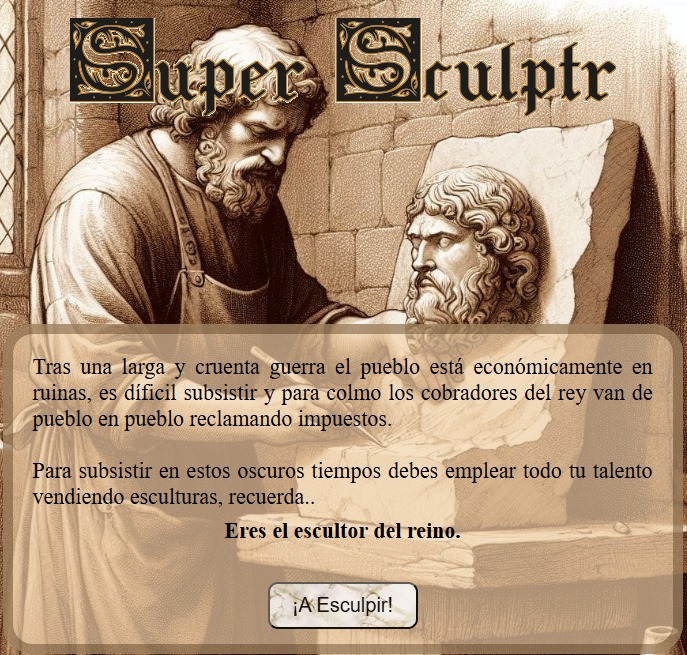 Super Sculptr
Tras una larga y cruenta guerra el pueblo está económicamente en
ruinas, es díficil subsistir y para colmo los cobradores del rey van de
pueblo en pueblo reclamando impuestos.
Para subsistir en estos oscuros tiempos debes emplear todo tu talento
vendiendo esculturas, recuerda..
Eres el escultor del reino.
¡A Esculpir!